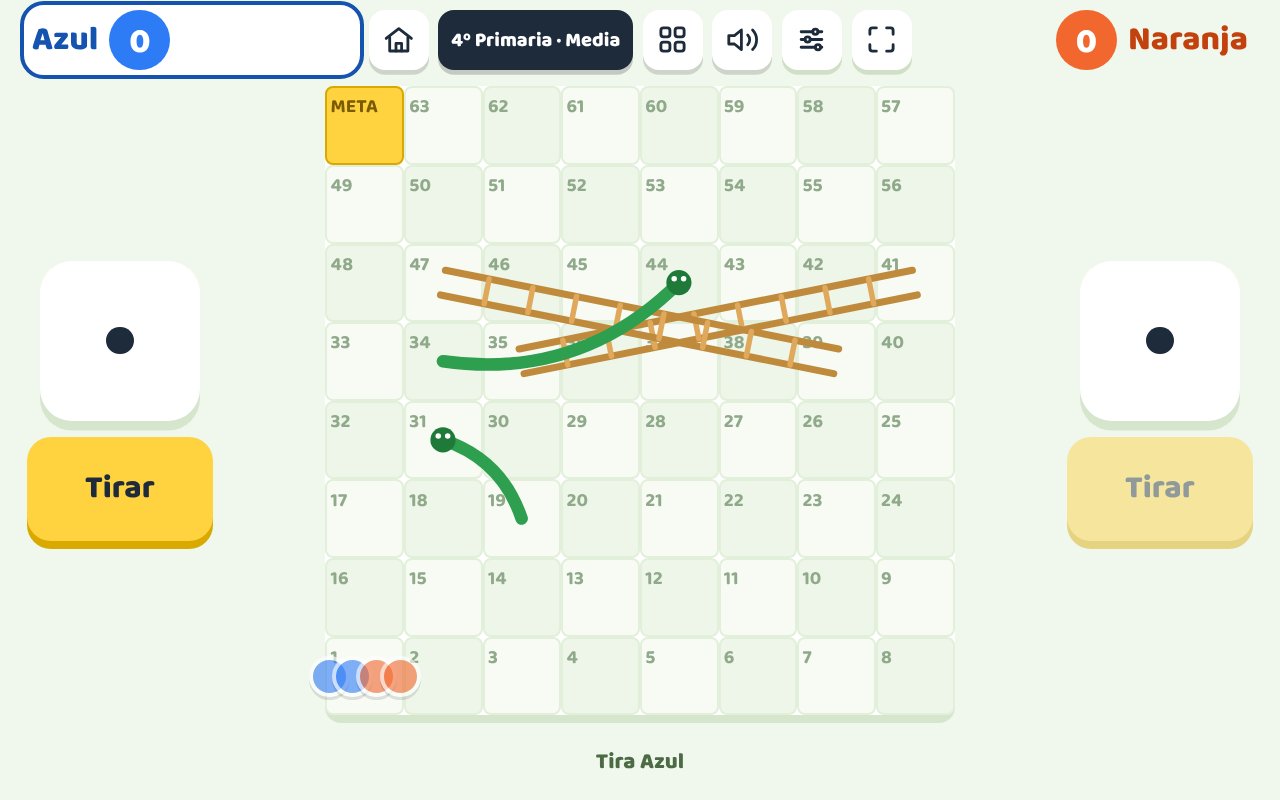 Azul 0 4º Primaria · Media 0 Naranja
META 63 62 61 60 59 58 57
49 50 51 52 53 54 55 56
48 47 46 45 44 43 42 41
33 34 35 38 39 40
32 31 30 29 28 27 26 25
17 18 19 20 21 22 23 24
16 15 14 13 12 11 10 9
1 2 3 4 5 6 7 8
Tirar Tirar
Tira Azul